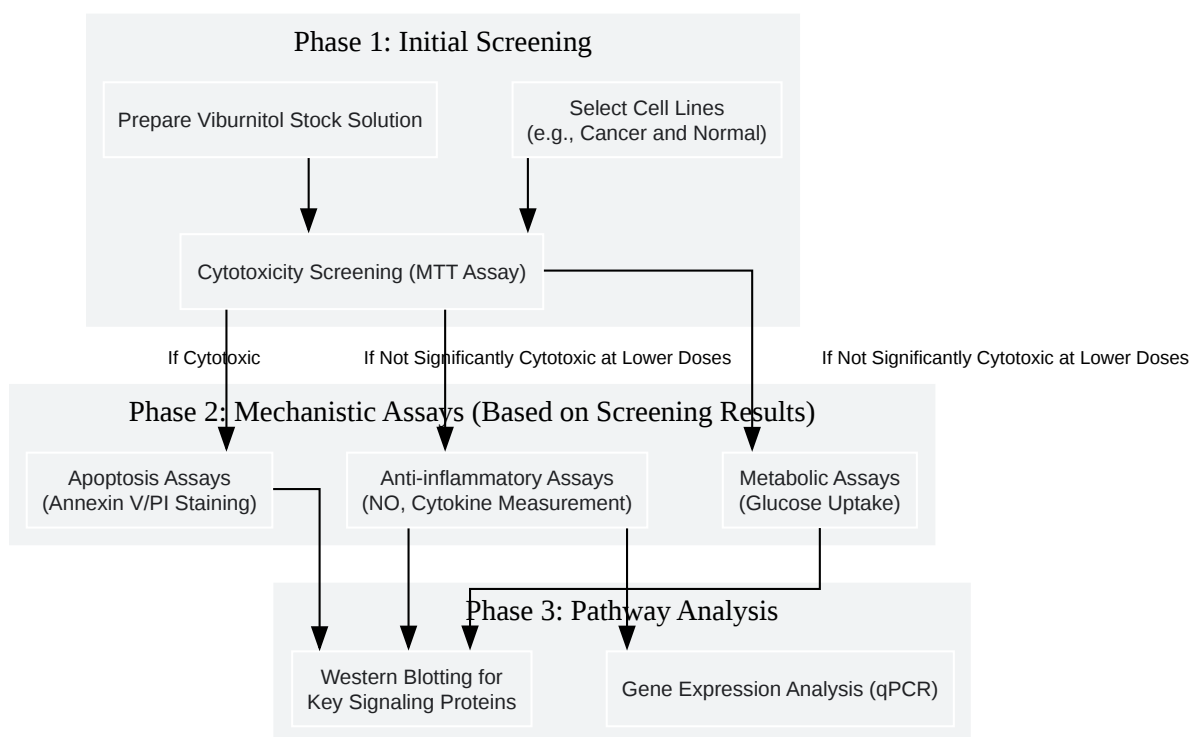 Phase 1: Initial Screening
Prepare Viburnitol Stock Solution
Select Cell Lines
(e.g., Cancer and Normal)
Cytotoxicity Screening (MTT Assay)
If Cytotoxic
If Not Significantly Cytotoxic at Lower Doses
If Not Significantly Cytotoxic at Lower Doses
Phase 2: Mechanistic Assays (Based on Screening Results)
Apoptosis Assays
(Annexin V/PI Staining)
Anti-inflammatory Assays
(NO, Cytokine Measurement)
Metabolic Assays
(Glucose Uptake)
Phase 3: Pathway Analysis
Western Blotting for
Key Signaling Proteins
Gene Expression Analysis (qPCR)